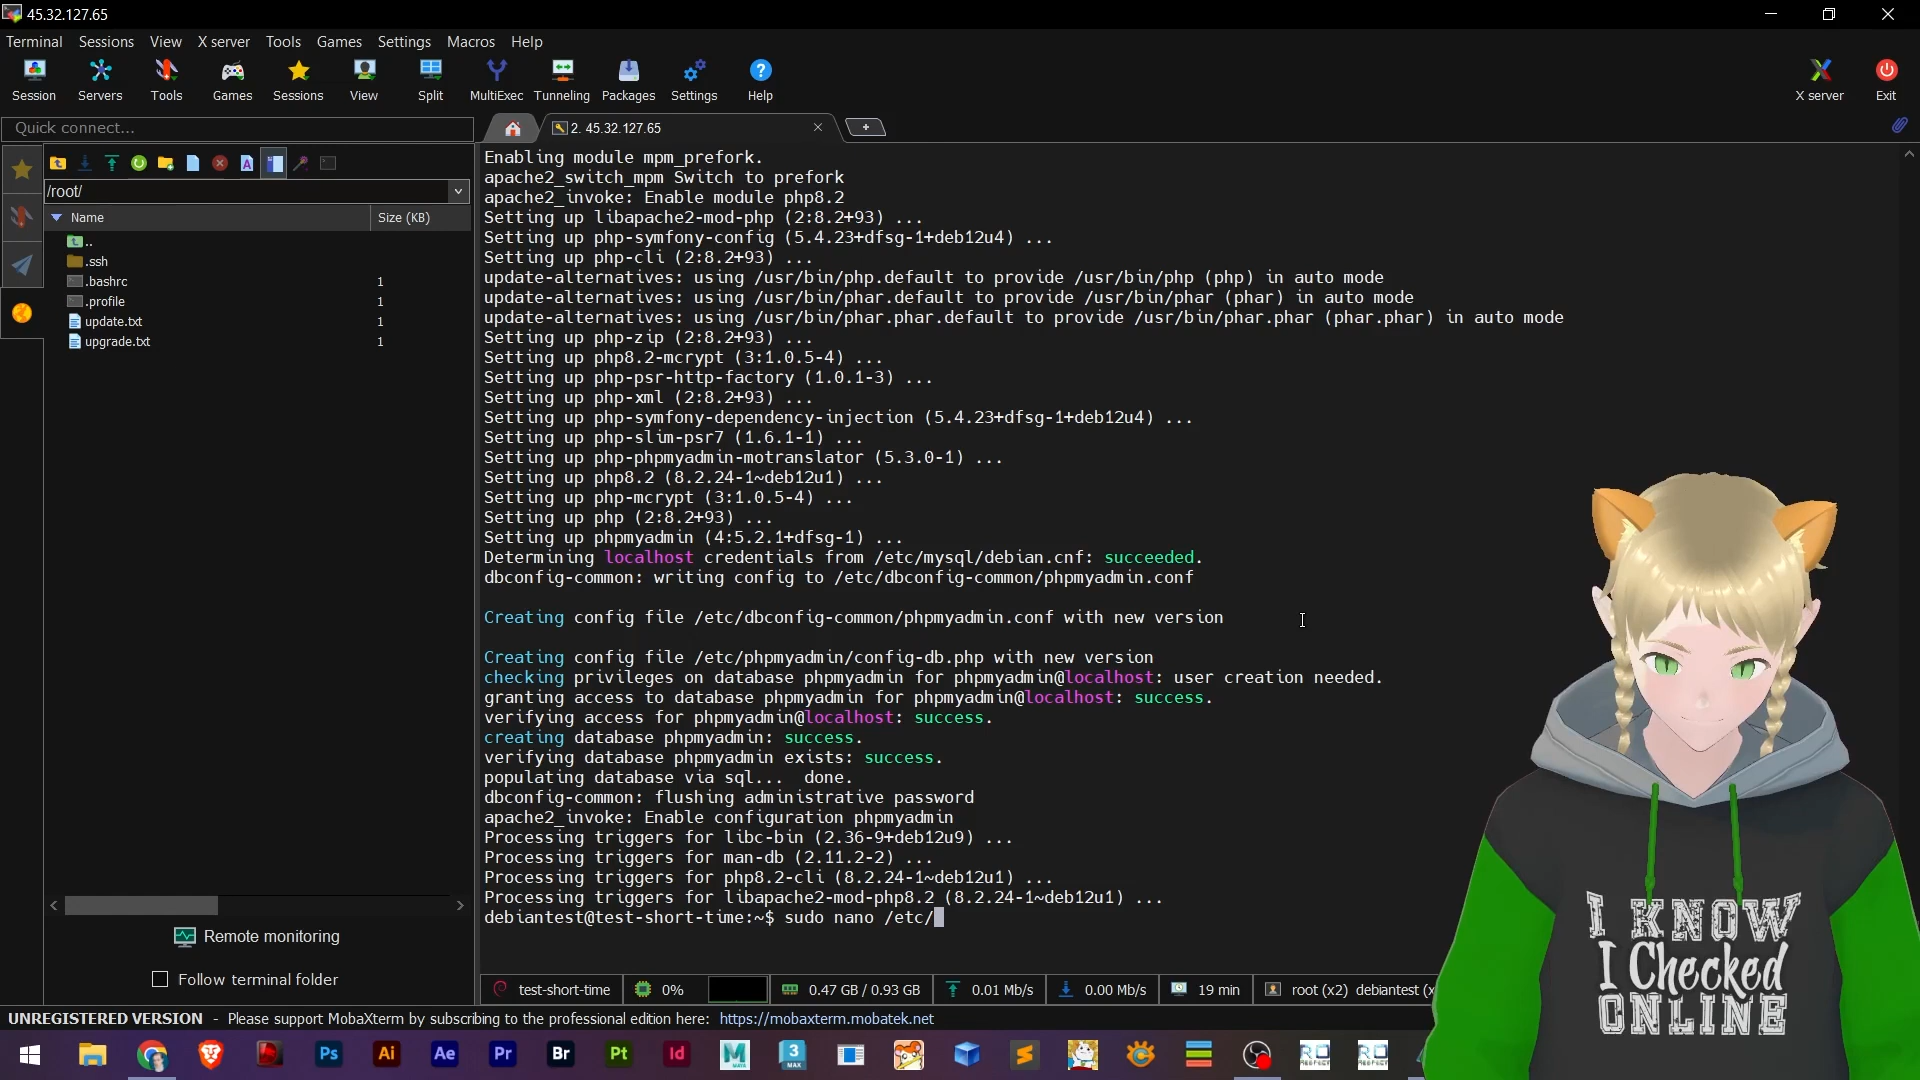 45.32.127.65
Terminal Sessions View X server Tools Games Settings Macros Help
Session Servers Tools Games Sessions View Split MultiExec Tunneling Packages Settings Help X server Exit
Quick connect...
2. 45.32.127.65
/root/
Name Size (KB)
..
.ssh
.bashrc 1
.profile 1
update.txt 1
upgrade.txt 1
Remote monitoring
Follow terminal folder
Enabling module mpm_prefork.
apache2_switch_mpm Switch to prefork
apache2_invoke: Enable module php8.2
Setting up libapache2-mod-php (2:8.2+93) ...
Setting up php-symfony-config (5.4.23+dfsg-1+deb12u4) ...
Setting up php-cli (2:8.2+93) ...
update-alternatives: using /usr/bin/php.default to provide /usr/bin/php (php) in auto mode
update-alternatives: using /usr/bin/phar.default to provide /usr/bin/phar (phar) in auto mode
update-alternatives: using /usr/bin/phar.phar.default to provide /usr/bin/phar.phar (phar.phar) in auto mode
Setting up php-zip (2:8.2+93) ...
Setting up php8.2-mcrypt (3:1.0.5-4) ...
Setting up php-psr-http-factory (1.0.1-3) ...
Setting up php-xml (2:8.2+93) ...
Setting up php-symfony-dependency-injection (5.4.23+dfsg-1+deb12u4) ...
Setting up php-slim-psr7 (1.6.1-1) ...
Setting up php-phpmyadmin-motranslator (5.3.0-1) ...
Setting up php8.2 (8.2.24-1~deb12u1) ...
Setting up php-mcrypt (3:1.0.5-4) ...
Setting up php (2:8.2+93) ...
Setting up phpmyadmin (4:5.2.1+dfsg-1) ...
Determining localhost credentials from /etc/mysql/debian.cnf: succeeded.
dbconfig-common: writing config to /etc/dbconfig-common/phpmyadmin.conf
Creating config file /etc/dbconfig-common/phpmyadmin.conf with new version
Creating config file /etc/phpmyadmin/config-db.php with new version
checking privileges on database phpmyadmin for phpmyadmin@localhost: user creation needed.
granting access to database phpmyadmin for phpmyadmin@localhost: success.
verifying access for phpmyadmin@localhost: success.
creating database phpmyadmin: success.
verifying database phpmyadmin exists: success.
populating database via sql...  done.
dbconfig-common: flushing administrative password
apache2_invoke: Enable configuration phpmyadmin
Processing triggers for libc-bin (2.36-9+deb12u9) ...
Processing triggers for man-db (2.11.2-2) ...
Processing triggers for php8.2-cli (8.2.24-1~deb12u1) ...
Processing triggers for libapache2-mod-php8.2 (8.2.24-1~deb12u1) ...
debiantest@test-short-time:~$ sudo nano /etc/
test-short-time 0% 0.47 GB / 0.93 GB 0.01 Mb/s 0.00 Mb/s 19 min root (x2) debiantest (x
I KNOW
I Checked
ONLINE
UNREGISTERED VERSION - Please support MobaXterm by subscribing to the professional edition here: https://mobaxterm.mobatek.net
Ps Ai Ae Pr Br Pt Id M MAYA 3 MAX